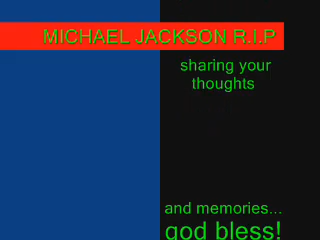 MICHAEL JACKSON R.I.P
sharing your
thoughts
and memories...
god bless!